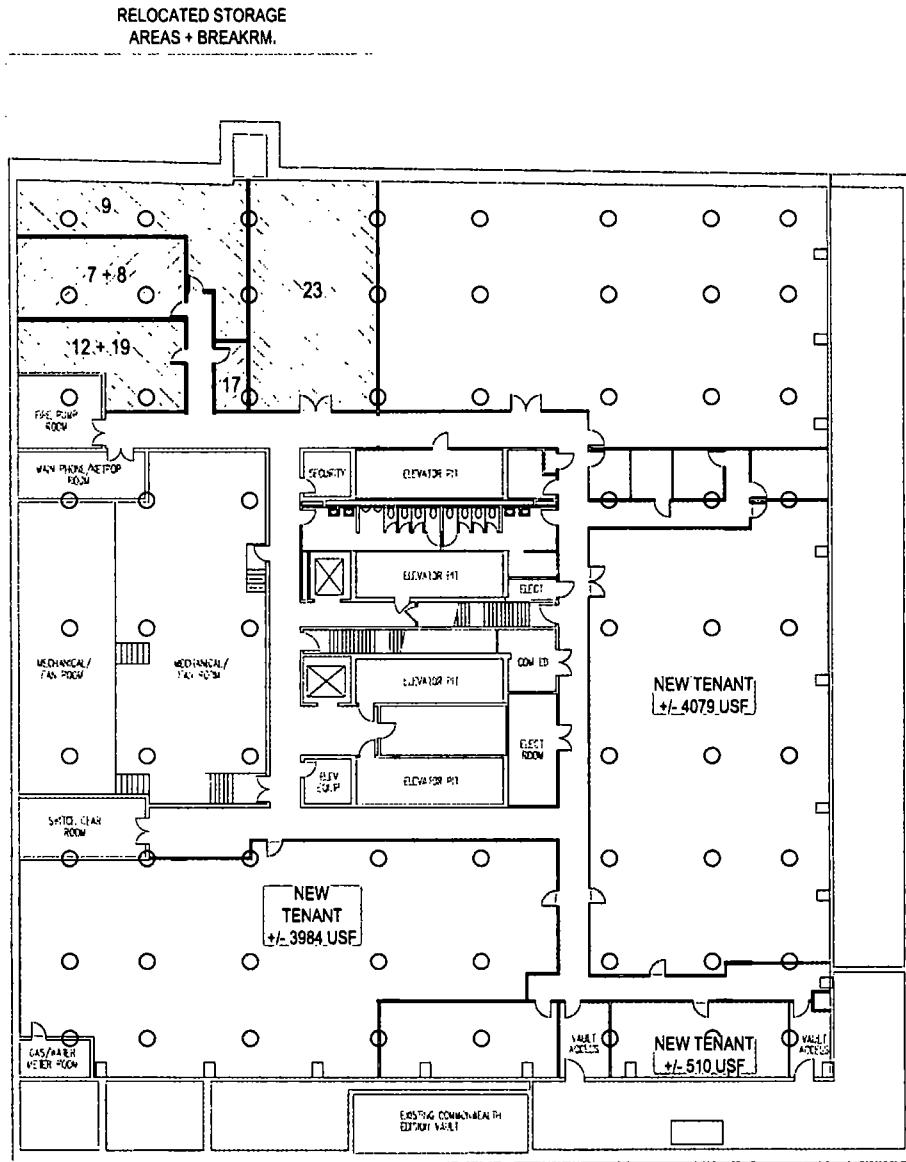 RELOCATED STORAGE
AREAS + BREAKRM.
9
7 + 8
23
12 + 19
17
FIRE PUMP
ROOM
MAIN PHONE/NETPOP
ROOM
SECURITY
ELEVATOR PIT
ELEVATOR PIT
ELECT
MECHANICAL/
FAN ROOM
MECHANICAL/
FAN ROOM
COM ED
ELEVATOR PIT
NEW TENANT
+/- 4079 USF
ELECT
ROOM
ELEV
EQUIP
ELEVATOR PIT
SWITCH GEAR
ROOM
NEW
TENANT
+/- 3984 USF
GAS/WATER
METER ROOM
VAULT
ACCESS
NEW TENANT
+/- 510 USF
VAULT
ACCESS
EXISTING COMMONWEALTH
EDITION VAULT